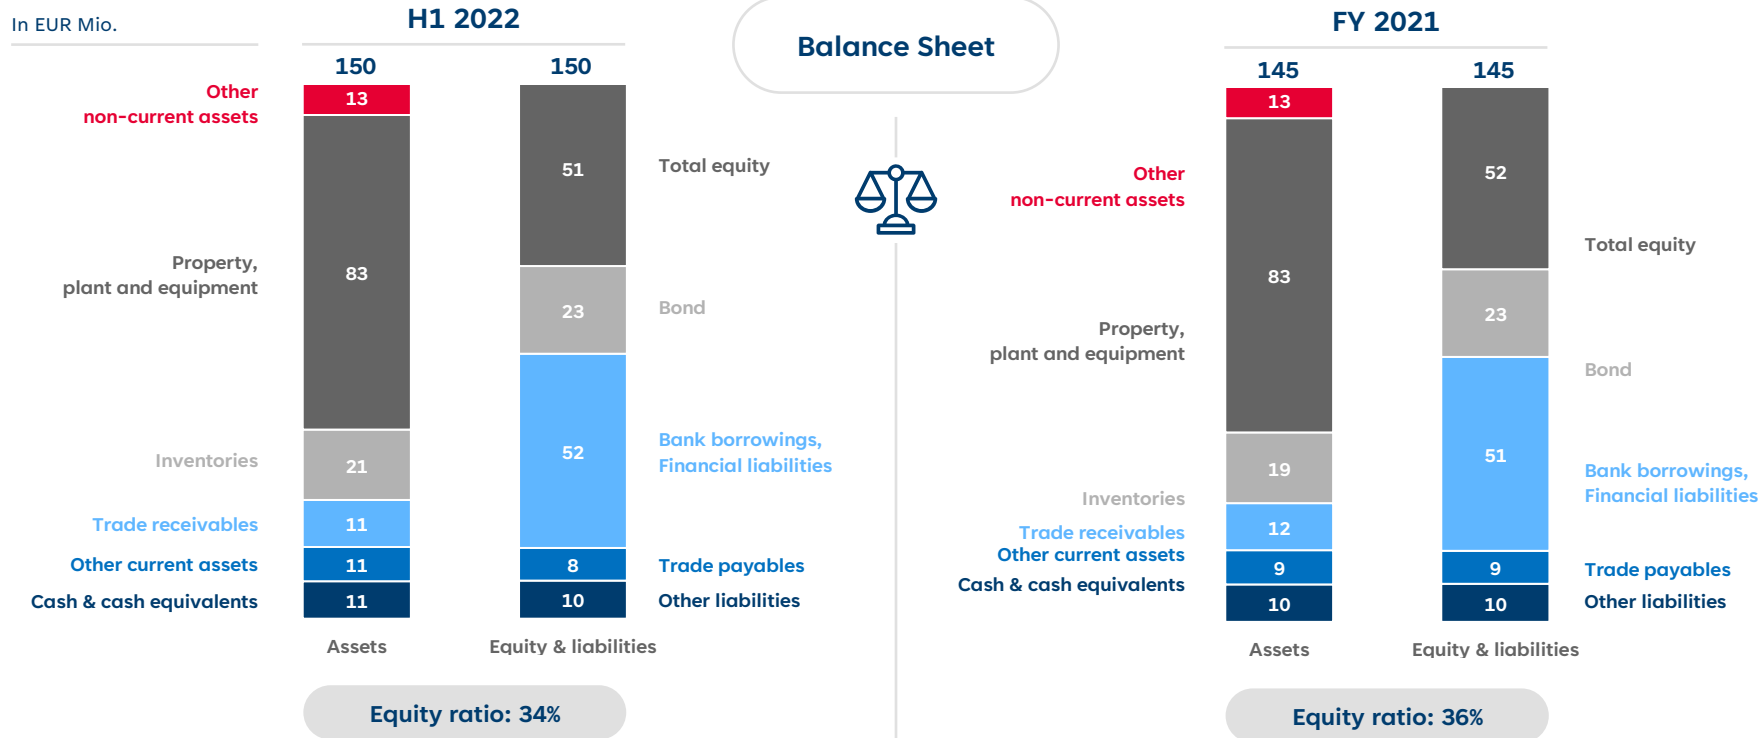 In EUR Mio.
H1 2022
Balance Sheet
FY 2021
150
150
145
145
Other
non-current assets
13
Property,
plant and equipment
83
Inventories
21
Trade receivables
11
Other current assets
11
Cash & cash equivalents
11
Assets
51
Total equity
23
Bond
52
Bank borrowings,
Financial liabilities
8
Trade payables
10
Other liabilities
Equity & liabilities
Equity ratio: 34%
Other
non-current assets
13
Property,
plant and equipment
83
Inventories
19
Trade receivables
12
Other current assets
9
Cash & cash equivalents
10
Assets
52
Total equity
23
Bond
51
Bank borrowings,
Financial liabilities
9
Trade payables
10
Other liabilities
Equity & liabilities
Equity ratio: 36%